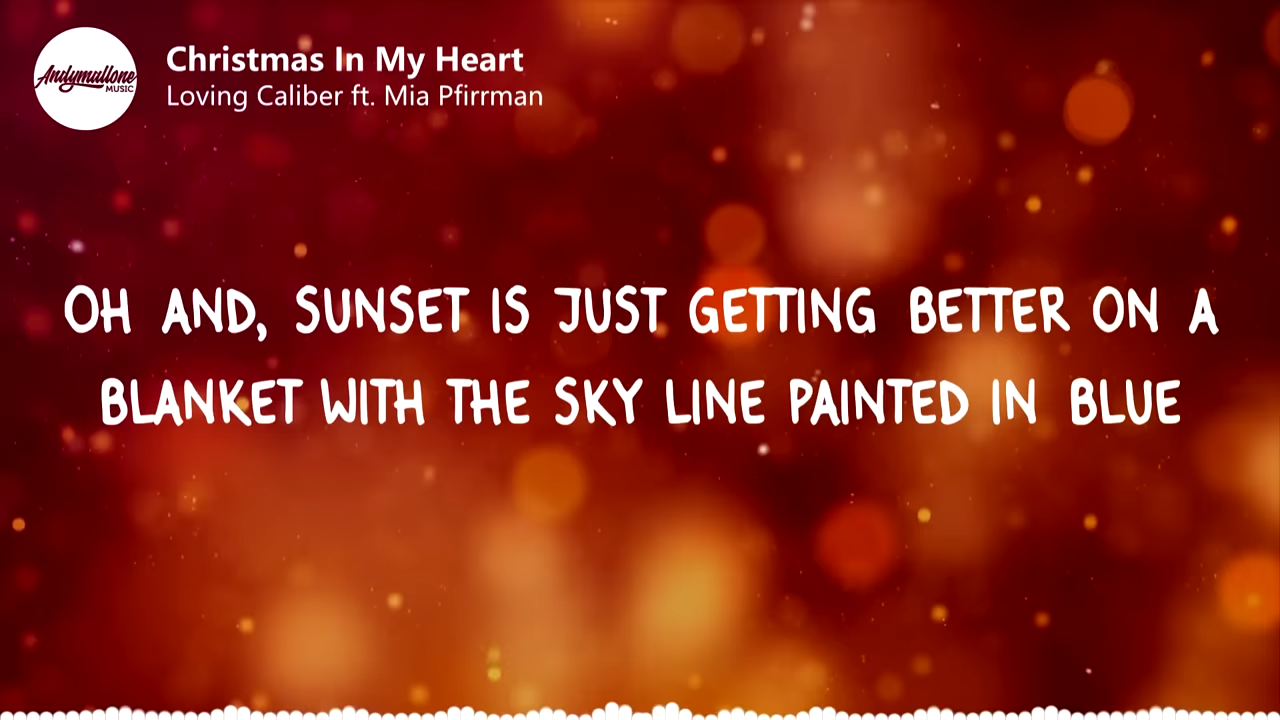 Andymallone
MUSIC
Christmas In My Heart
Loving Caliber ft. Mia Pfirrman
OH AND, SUNSET IS JUST GETTING BETTER ON A
BLANKET WITH THE SKY LINE PAINTED IN BLUE